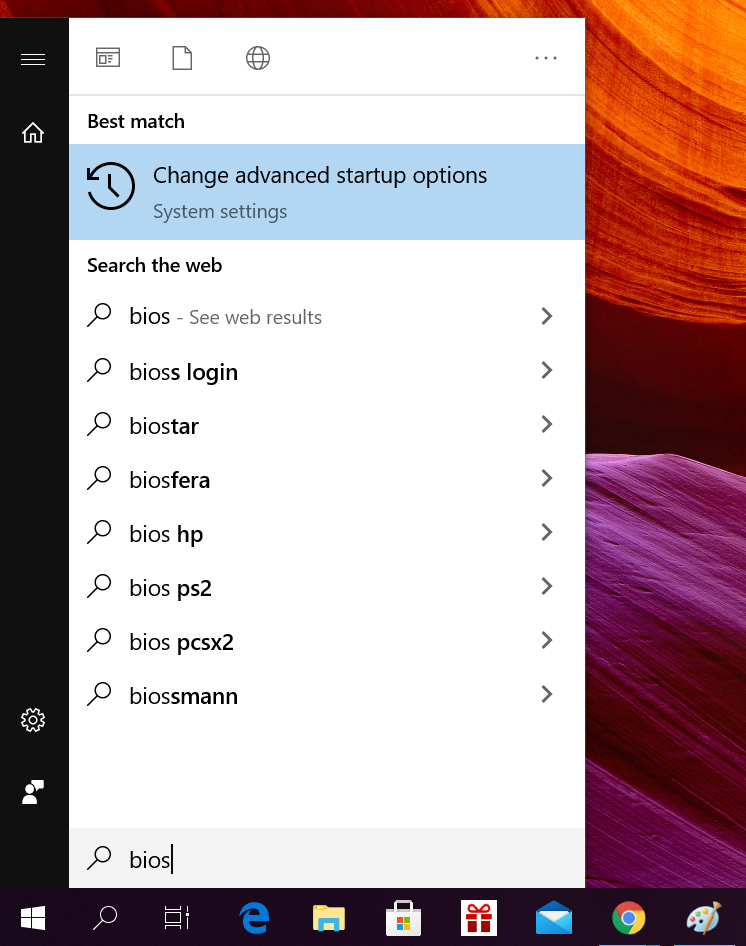 Best match
Change advanced startup options
System settings
Search the web
bios - See web results
bioss login
biostar
biosfera
bios hp
bios ps2
bios pcsx2
biossmann
bios